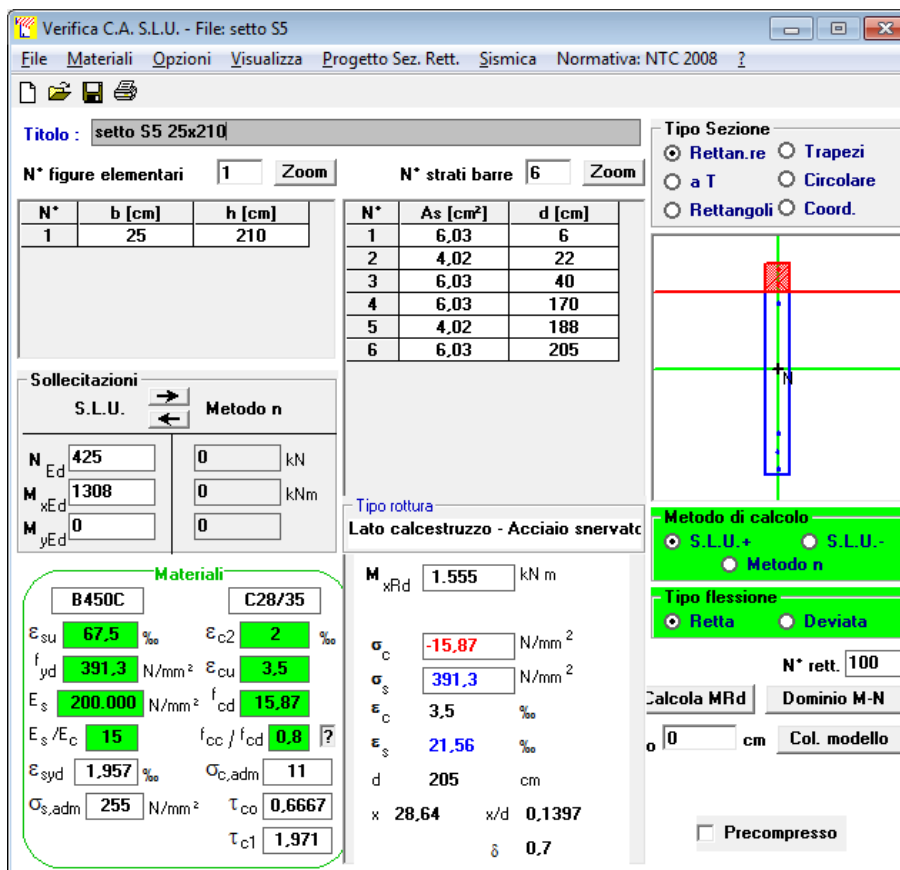 Verifica C.A. S.L.U. - File: setto S5
File Materiali Opzioni Visualizza Progetto Sez. Rett. Sismica Normativa: NTC 2008 ?
Titolo : setto S5 25x210
N° figure elementari 1 Zoom
N° strati barre 6 Zoom
N° b [cm] h [cm]
1 25 210
N° As [cm²] d [cm]
1 6,03 6
2 4,02 22
3 6,03 40
4 6,03 170
5 4,02 188
6 6,03 205
Tipo Sezione
Rettan.re Trapezi
a T Circolare
Rettangoli Coord.
N
Sollecitazioni
S.L.U. Metodo n
N Ed 425 0 kN
M xEd 1308 0 kNm
M yEd 0 0
Tipo rottura
Lato calcestruzzo - Acciaio snervato
Metodo di calcolo
S.L.U.+ S.L.U.-
Metodo n
Tipo flessione
Retta Deviata
N° rett. 100
Calcola MRd Dominio M-N
o 0 cm Col. modello
Precompresso
Materiali
B450C C28/35
εsu 67,5 ‰ εc2 2 ‰
fyd 391,3 N/mm² εcu 3,5
Es 200.000 N/mm² fcd 15,87
Es/Ec 15 fcc / fcd 0,8 ?
εsyd 1,957 ‰ σc,adm 11
σs,adm 255 N/mm² τco 0,6667
τc1 1,971
M xRd 1.555 kN m
σc -15,87 N/mm²
σs 391,3 N/mm²
εc 3,5 ‰
εs 21,56 ‰
d 205 cm
x 28,64 x/d 0,1397
δ 0,7